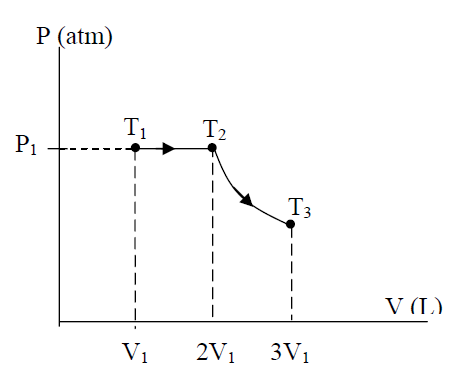 P (atm)
T₁ T₂
P₁
T₃
V (L)
V₁ 2V₁ 3V₁